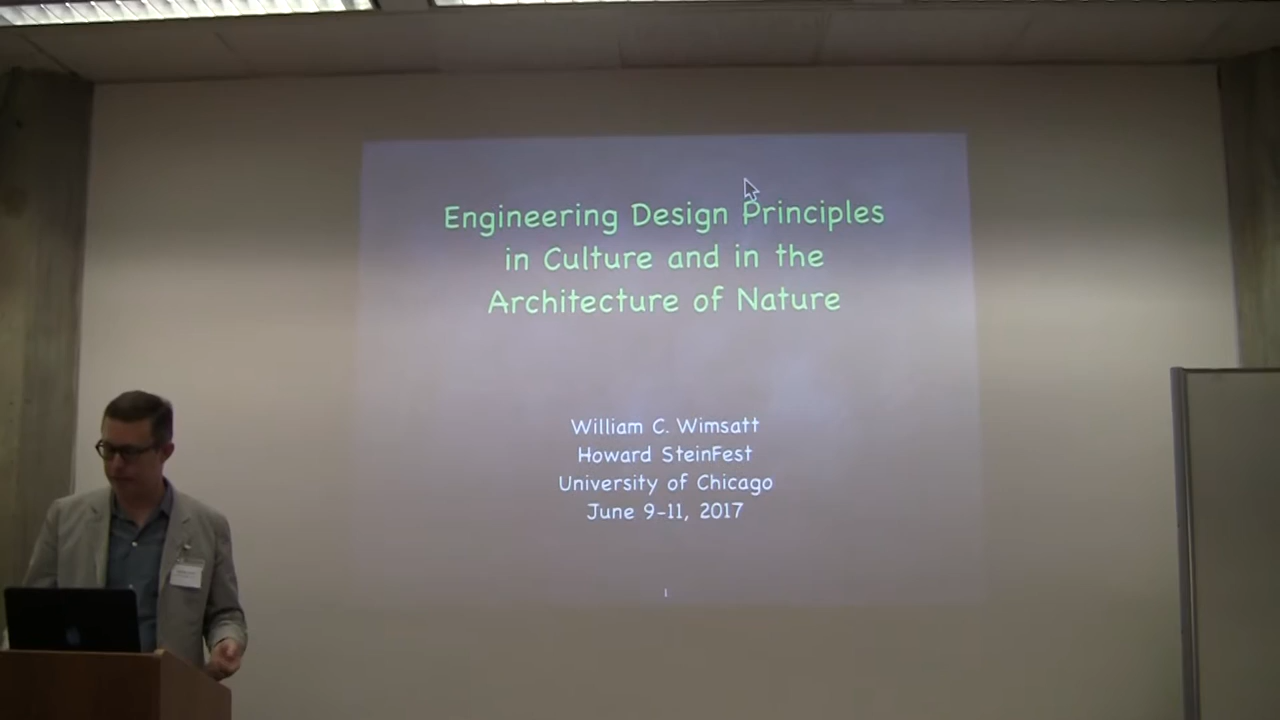 Engineering Design Principles
in Culture and in the
Architecture of Nature
William C. Wimsatt
Howard SteinFest
University of Chicago
June 9-11, 2017
1